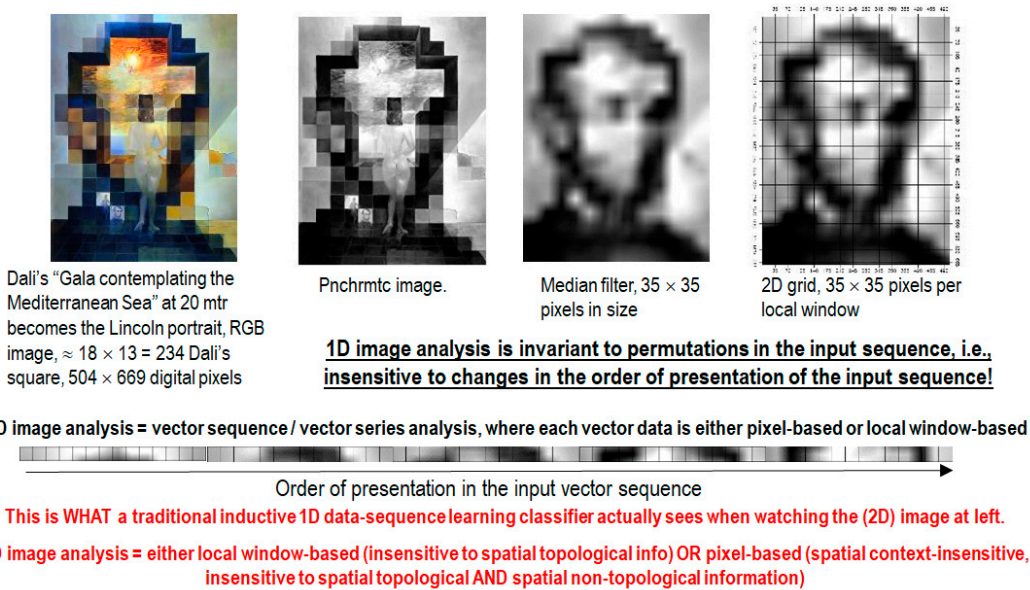 Dali's “Gala contemplating the
Mediterranean Sea” at 20 mtr
becomes the Lincoln portrait, RGB
image, ≈ 18 × 13 = 234 Dali's
square, 504 × 669 digital pixels
Pnchrmtc image.
Median filter, 35 × 35
pixels in size
2D grid, 35 × 35 pixels per
local window
1D image analysis is invariant to permutations in the input sequence, i.e.,
insensitive to changes in the order of presentation of the input sequence!
D image analysis = vector sequence / vector series analysis, where each vector data is either pixel-based or local window-based
Order of presentation in the input vector sequence
This is WHAT a traditional inductive 1D data-sequence learning classifier actually sees when watching the (2D) image at left.
D image analysis = either local window-based (insensitive to spatial topological info) OR pixel-based (spatial context-insensitive,
insensitive to spatial topological AND spatial non-topological information)